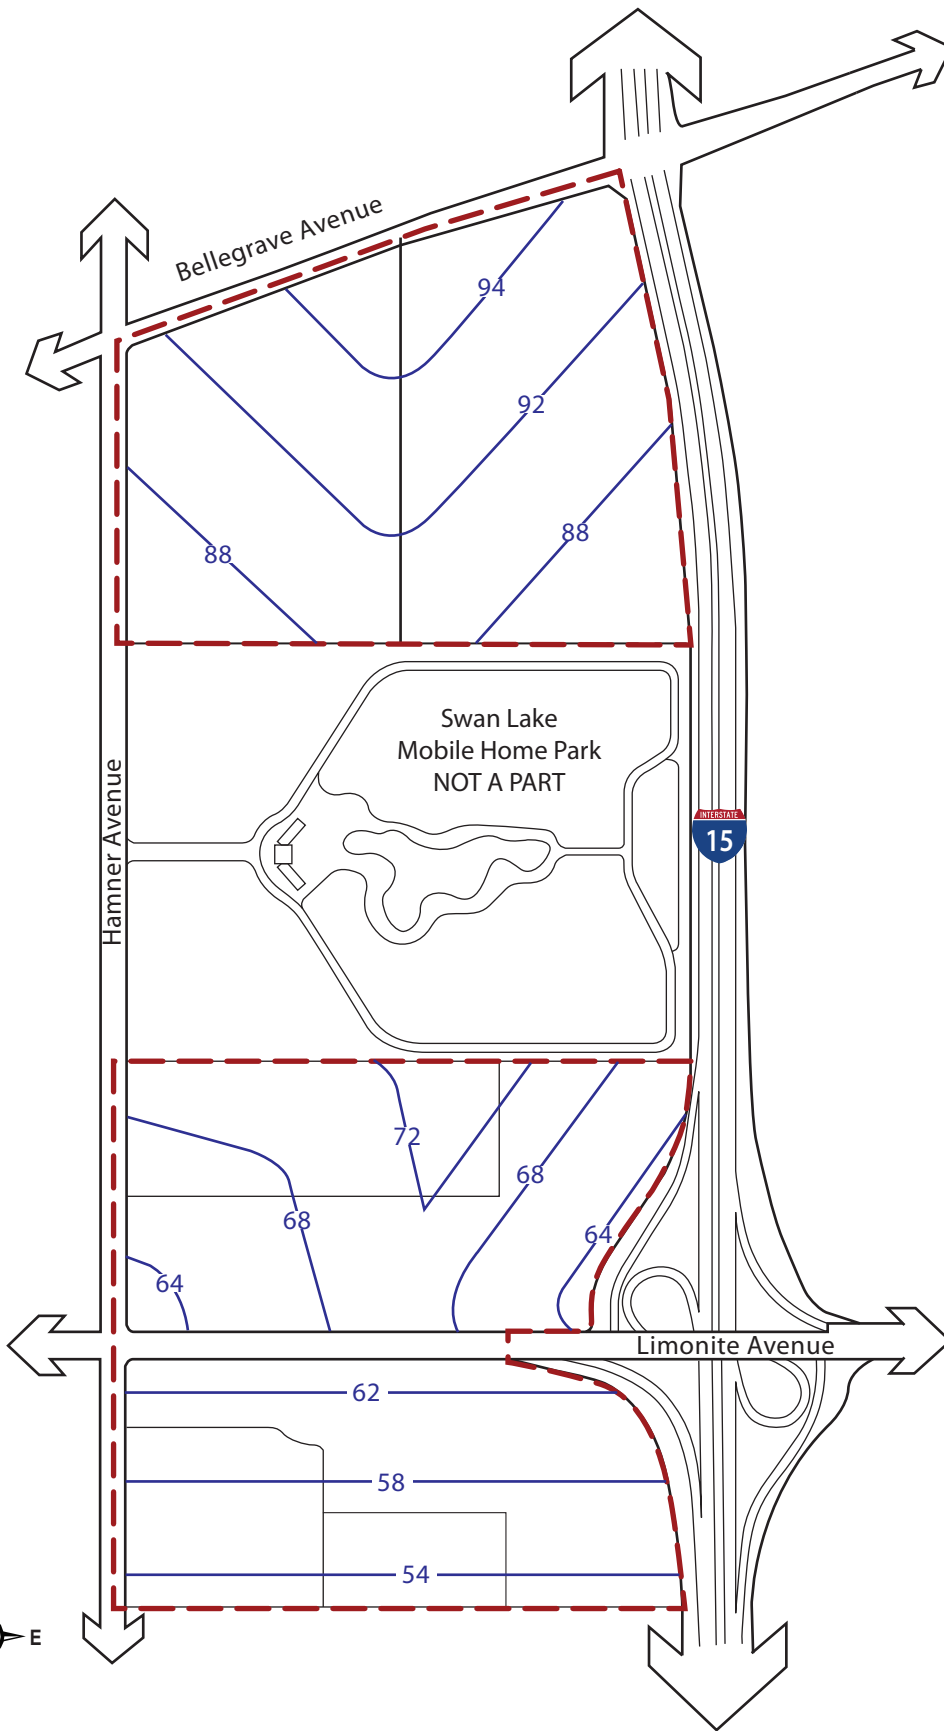 Bellegrave Avenue
94
92
88
88
Swan Lake
Mobile Home Park
NOT A PART
Hamner Avenue
INTERSTATE
15
72
68
68
64
64
Limonite Avenue
62
58
54
E